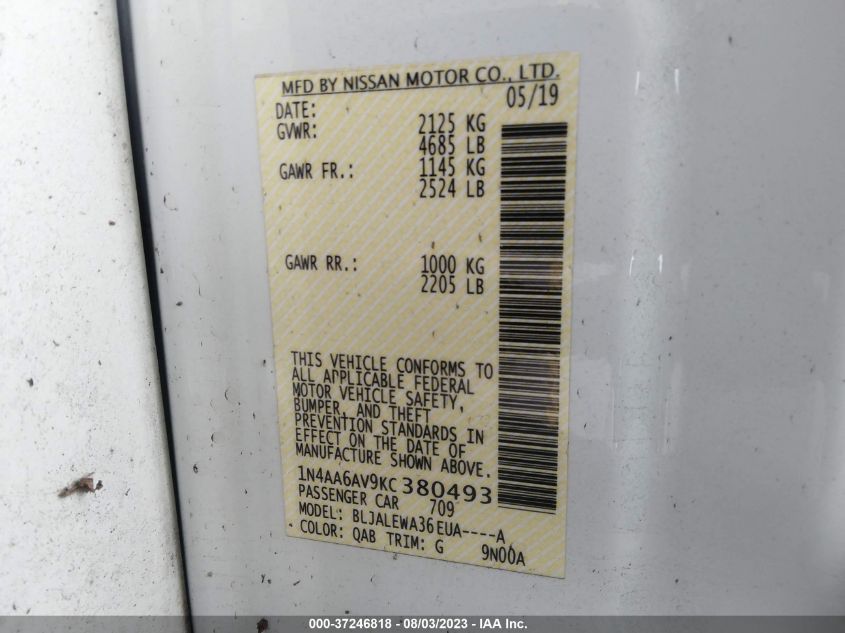 MFD BY NISSAN MOTOR CO., LTD.
DATE: 05/19
GVWR: 2125 KG
4685 LB
GAWR FR.: 1145 KG
2524 LB
GAWR RR.: 1000 KG
2205 LB
THIS VEHICLE CONFORMS TO
ALL APPLICABLE FEDERAL
MOTOR VEHICLE SAFETY,
BUMPER, AND THEFT
PREVENTION STANDARDS IN
EFFECT ON THE DATE OF
MANUFACTURE SHOWN ABOVE.
1N4AA6AV9KC380493
PASSENGER CAR 709
MODEL: BLJALEWA36EUA----A
COLOR: QAB TRIM: G 9N00A
000-37246818 - 08/03/2023 - IAA Inc.